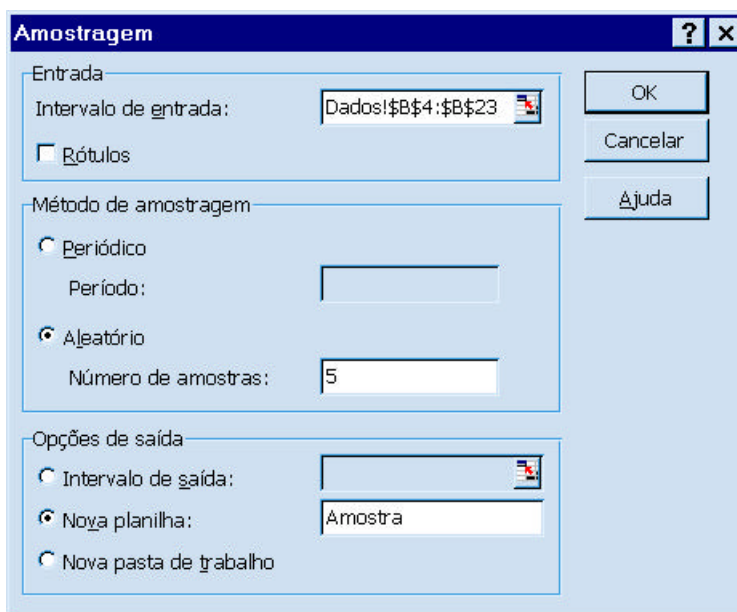 Amostragem
Entrada
Intervalo de entrada: Dados!$B$4:$B$23
Rótulos
Método de amostragem
Periódico
Período:
Aleatório
Número de amostras: 5
Opções de saída
Intervalo de saída:
Nova planilha: Amostra
Nova pasta de trabalho
OK
Cancelar
Ajuda